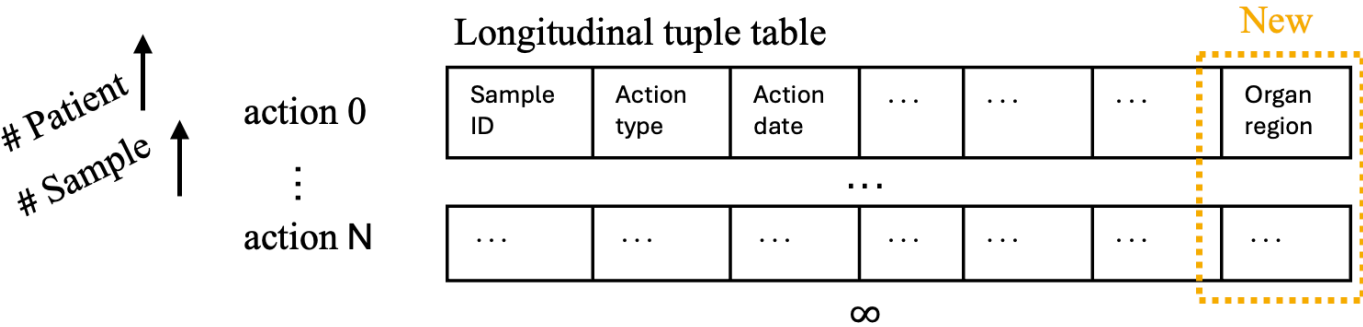 New
Longitudinal tuple table
# Patient
# Sample
action 0
Sample
ID
Action
type
Action
date
...
...
...
Organ
region
⋮
...
action N
...
...
...
...
...
...
...
∞